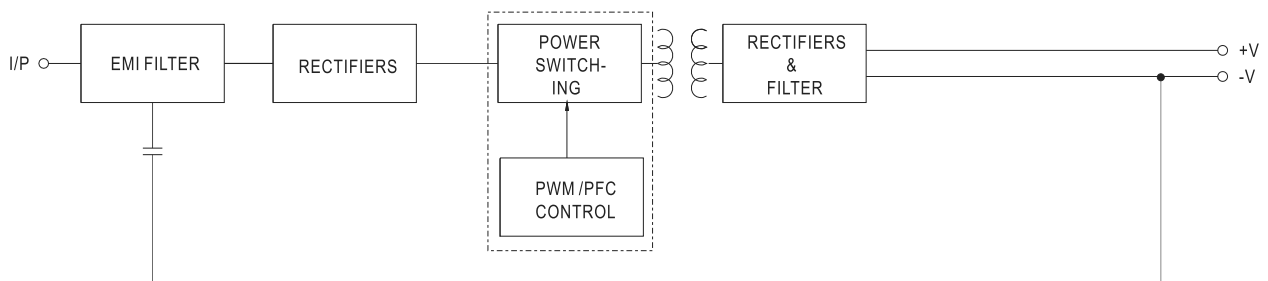 I/P
EMI FILTER
RECTIFIERS
POWER
SWITCH-
ING
PWM /PFC
CONTROL
RECTIFIERS
&
FILTER
+V
-V